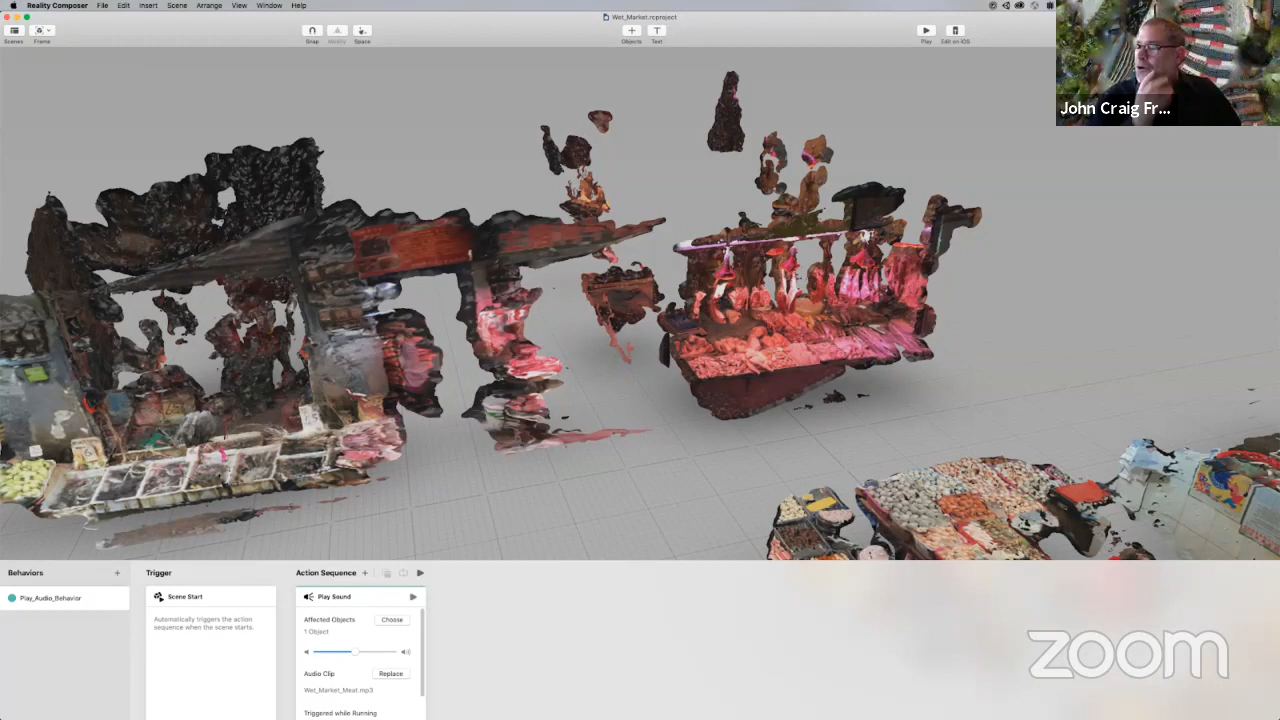 Reality Composer File Edit Insert Scene Arrange View Window Help
Wet_Market.rcproject
Scenes Frame Snap Modify Space Objects Text Play Edit on iOS
John Craig Fr...
Behaviors +
Trigger
Action Sequence +
Play_Audio_Behavior
Scene Start
Play Sound
Automatically triggers the action
sequence when the scene starts.
Affected Objects Choose
1 Object
Audio Clip Replace
Wet_Market_Meat.mp3
Triggered while Running
zoom